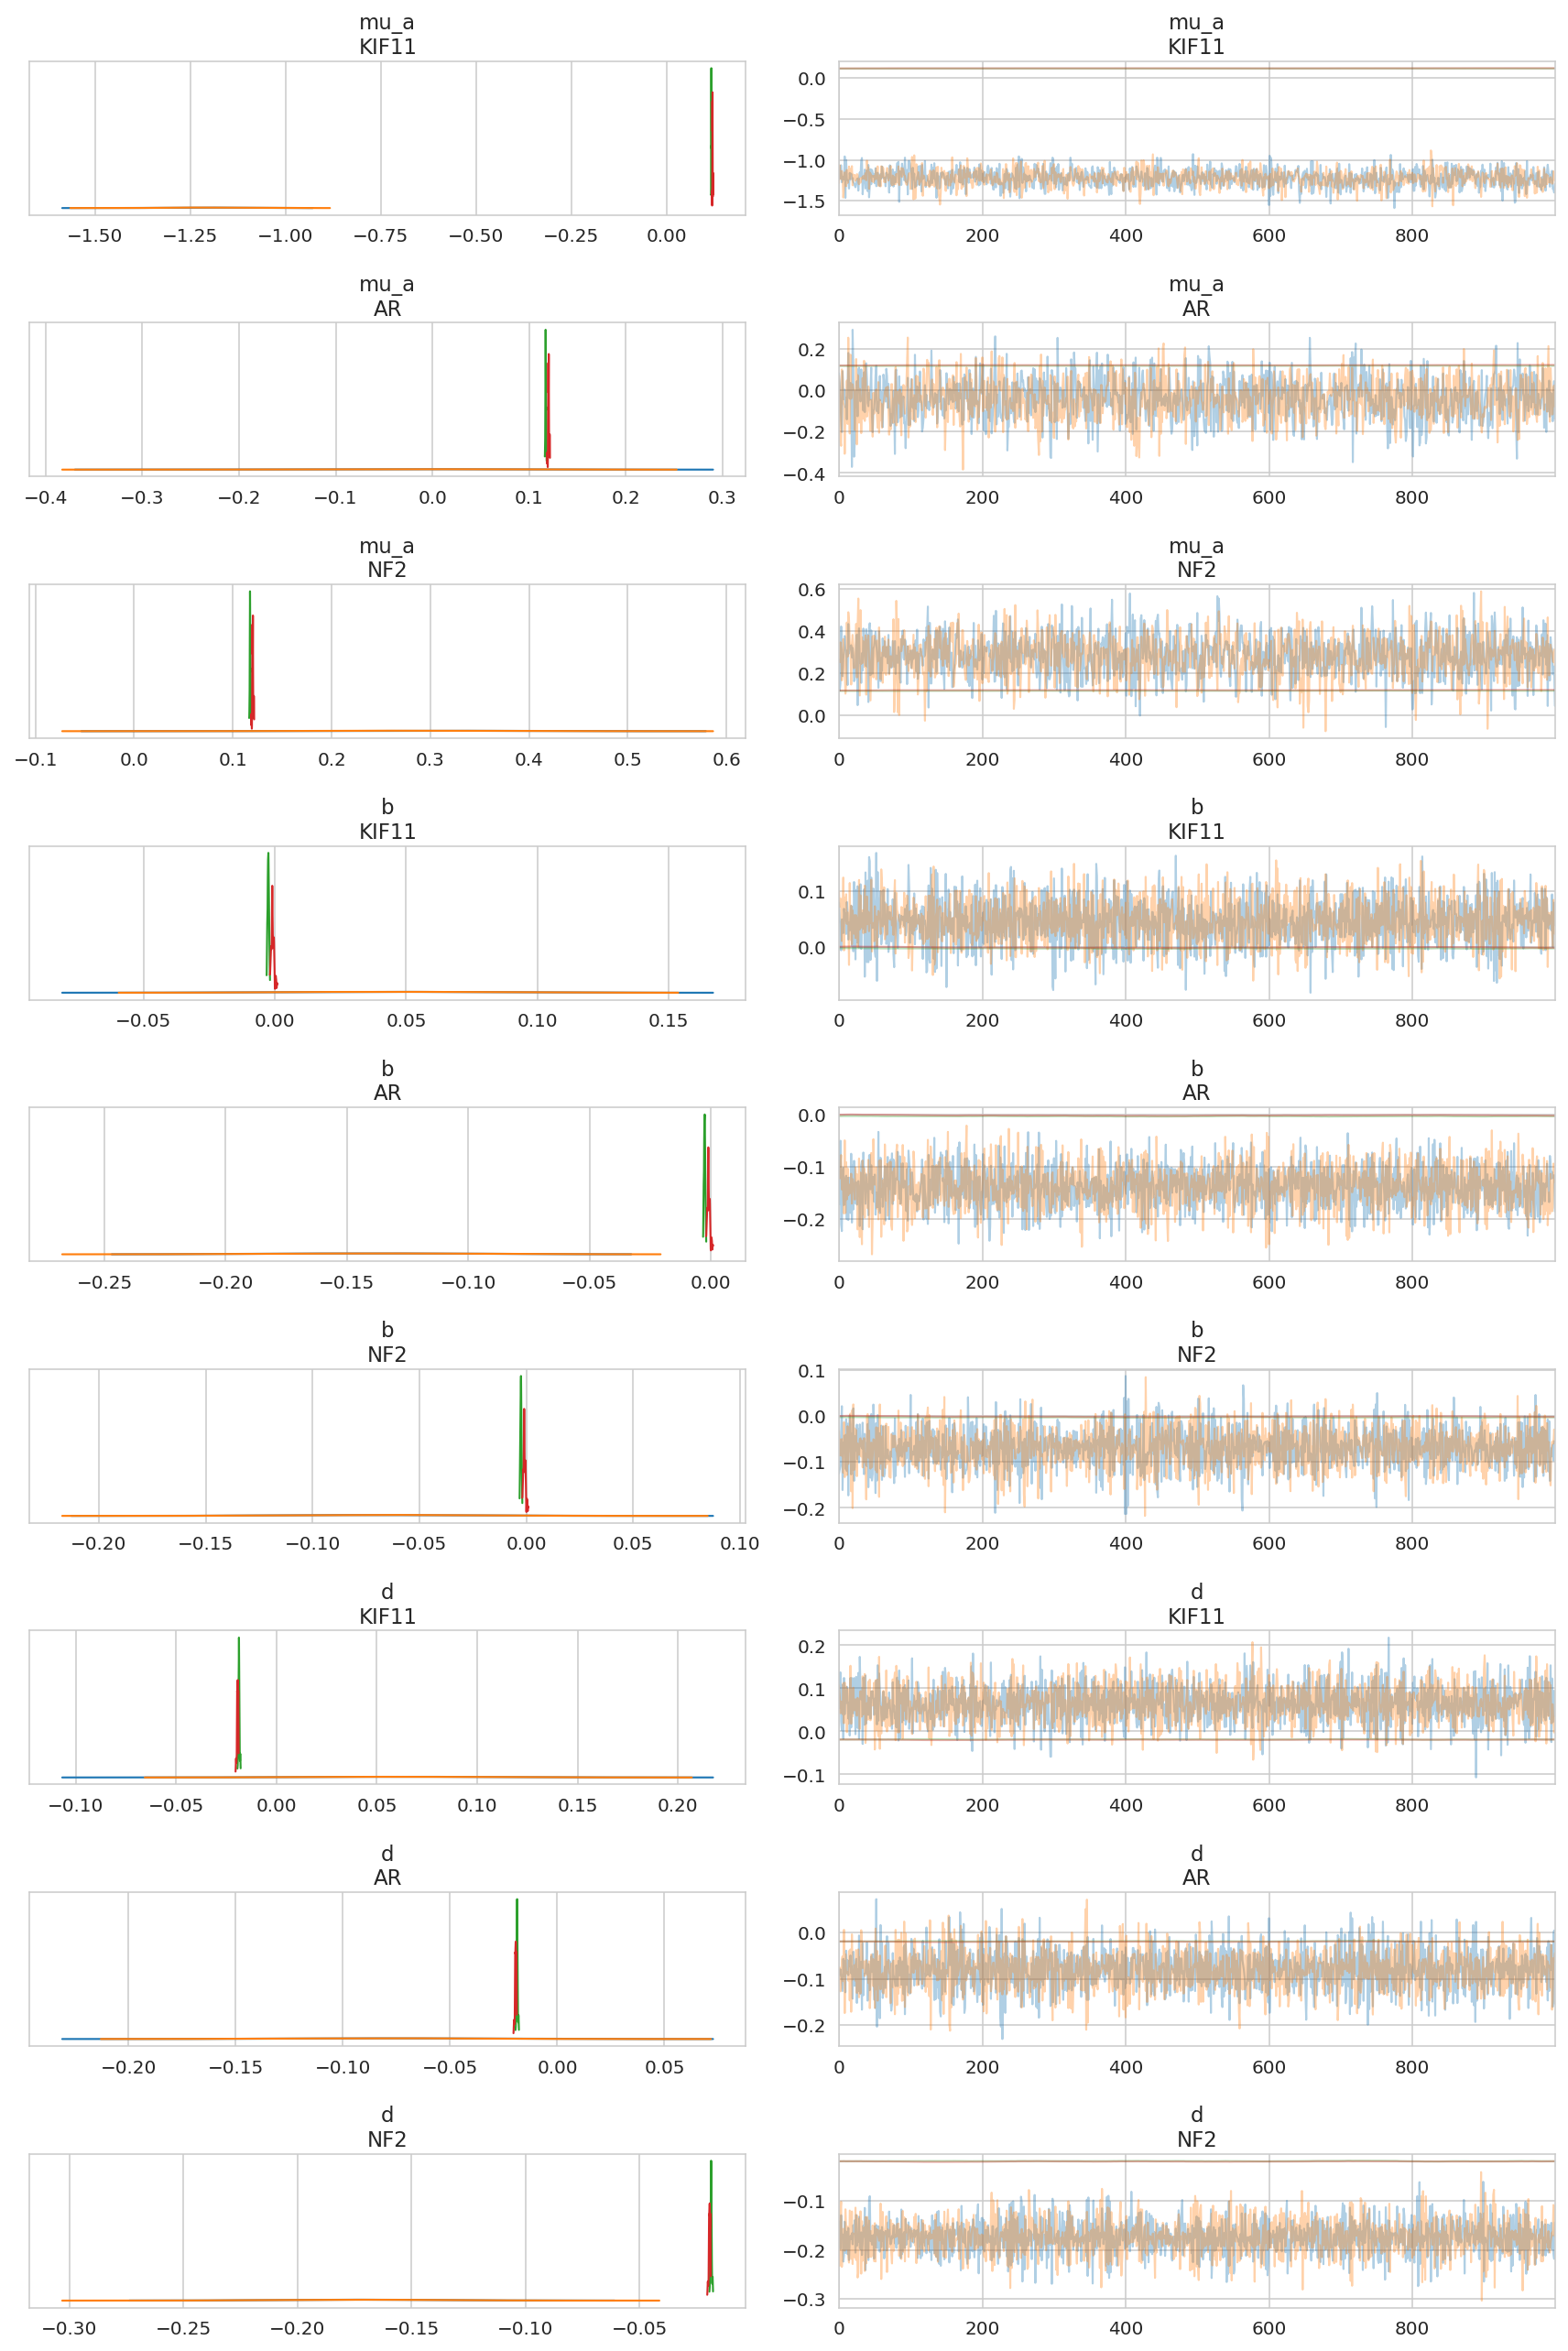 mu_a mu_a
KIF11 KIF11
0.0
−0.5
−1.0
−1.5
−1.50 −1.25 −1.00 −0.75 −0.50 −0.25 0.00 0 200 400 600 800
mu_a mu_a
AR AR
0.2
0.0
−0.2
−0.4
−0.4 −0.3 −0.2 −0.1 0.0 0.1 0.2 0.3 0 200 400 600 800
mu_a mu_a
NF2 NF2
0.6
0.4
0.2
0.0
−0.1 0.0 0.1 0.2 0.3 0.4 0.5 0.6 0 200 400 600 800
b b
KIF11 KIF11
0.1
0.0
−0.05 0.00 0.05 0.10 0.15 0 200 400 600 800
b b
AR AR
0.0
−0.1
−0.2
−0.25 −0.20 −0.15 −0.10 −0.05 0.00 0 200 400 600 800
b b
NF2 NF2
0.1
0.0
−0.1
−0.2
−0.20 −0.15 −0.10 −0.05 0.00 0.05 0.10 0 200 400 600 800
d d
KIF11 KIF11
0.2
0.1
0.0
−0.1
−0.10 −0.05 0.00 0.05 0.10 0.15 0.20 0 200 400 600 800
d d
AR AR
0.0
−0.1
−0.2
−0.20 −0.15 −0.10 −0.05 0.00 0.05 0 200 400 600 800
d d
NF2 NF2
−0.1
−0.2
−0.3
−0.30 −0.25 −0.20 −0.15 −0.10 −0.05 0 200 400 600 800